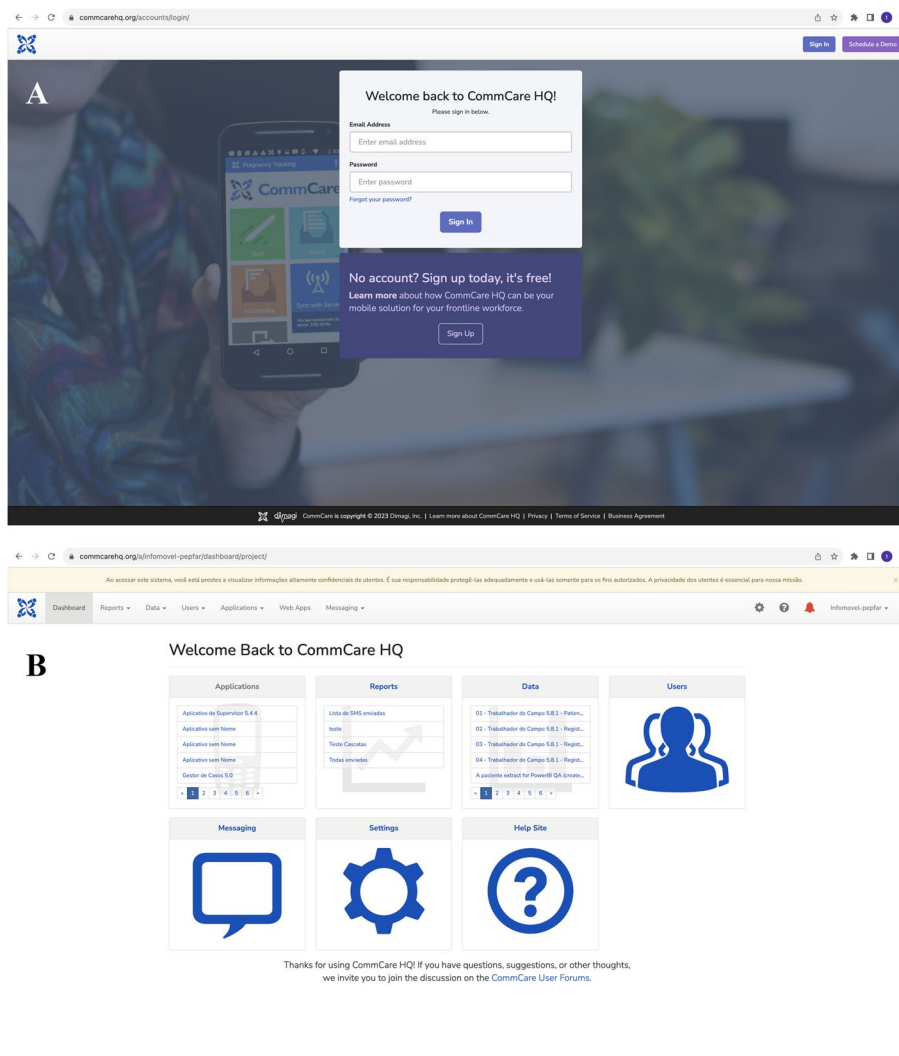 commcarehq.org/accounts/login/
Sign In
Schedule a Demo
A
Pregnancy Tracking
CommCare
Start
Sync with Server
Welcome back to CommCare HQ!
Please sign in below.
Email Address
Enter email address
Password
Enter password
Forgot your password?
Sign In
No account? Sign up today, it's free!
Learn more about how CommCare HQ can be your
mobile solution for your frontline workforce.
Sign Up
dimagi CommCare is copyright © 2023 Dimagi, Inc. | Learn more about CommCare HQ | Privacy | Terms of Service | Business Agreement
commcarehq.org/a/infomovel-pepfar/dashboard/project/
Ao acessar este sistema, você está prestes a visualizar informações altamente confidenciais de utentes. É sua responsabilidade protegê-las adequadamente e usá-las somente para os fins autorizados. A privacidade dos utentes é essencial para nossa missão.
Dashboard Reports Data Users Applications Web Apps Messaging Infomovel-pepfar
B
Welcome Back to CommCare HQ
Applications
Aplicativo de Supervisor 5.4.4
Aplicativo sem Nome
Aplicativo sem Nome
Aplicativo sem Nome
Gestor de Casos 5.0
« 1 2 3 4 5 6 »
Reports
Lista de SMS enviadas
teste
Teste Cascatas
Todas enviadas
Data
01 - Trabalhador do Campo 5.8.1 - Patien...
02 - Trabalhador do Campo 5.8.1 - Regist...
03 - Trabalhador do Campo 5.8.1 - Regist...
04 - Trabalhador do Campo 5.8.1 - Regist...
A paciente extract for PowerBI QA (create...
« 1 2 3 4 5 6 »
Users
Messaging
Settings
Help Site
Thanks for using CommCare HQ! If you have questions, suggestions, or other thoughts,
we invite you to join the discussion on the CommCare User Forums.